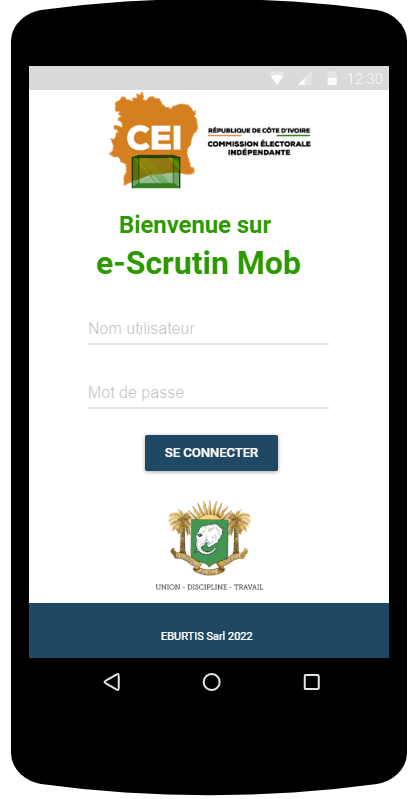 12:30
CEI
RÉPUBLIQUE DE CÔTE D'IVOIRE
COMMISSION ÉLECTORALE
INDÉPENDANTE
Bienvenue sur
e-Scrutin Mob
Nom utilisateur
Mot de passe
SE CONNECTER
UNION - DISCIPLINE - TRAVAIL
EBURTIS Sarl 2022